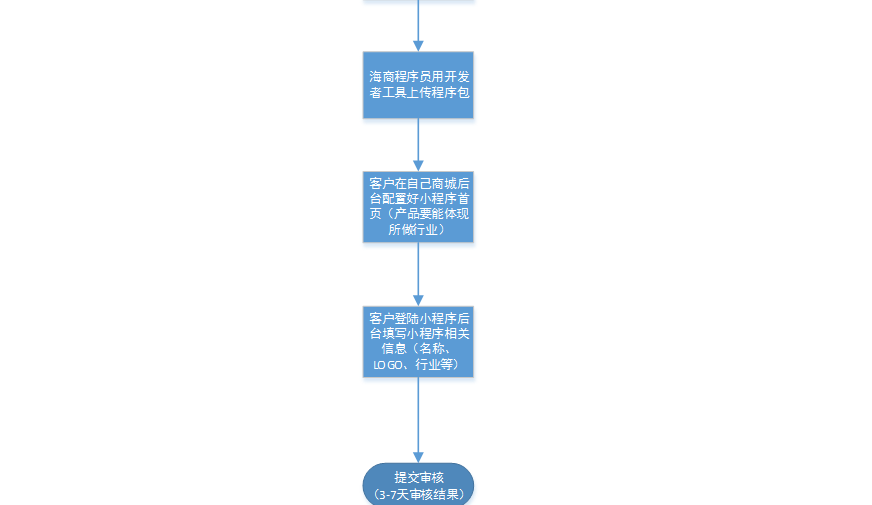 海商程序员用开发
者工具上传程序包
客户在自己商城后
台配置好小程序首
页（产品要能体现
所做行业）
客户登陆小程序后
台填写小程序相关
信息（名称、
LOGO、行业等）
提交审核
（3-7天审核结果）